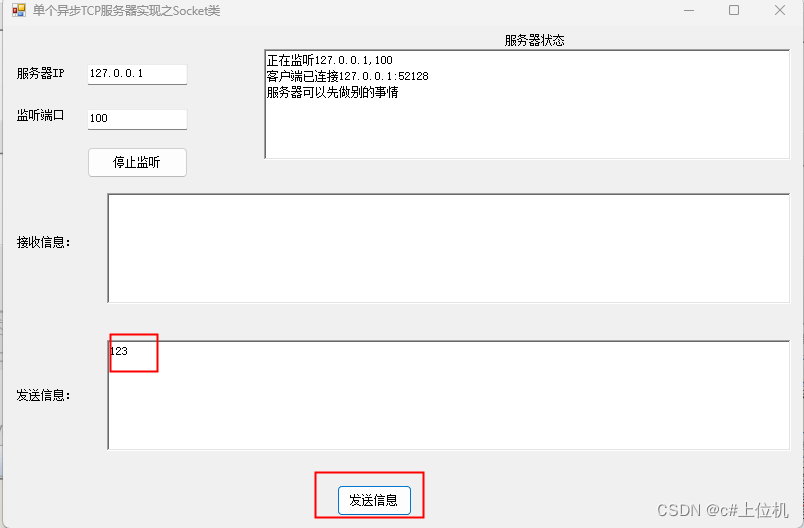 单个异步TCP服务器实现之Socket类
服务器状态
服务器IP
127.0.0.1
正在监听127.0.0.1,100
客户端已连接127.0.0.1:52128
服务器可以先做别的事情
监听端口
100
停止监听
接收信息:
123
发送信息:
发送信息
CSDN @c#上位机